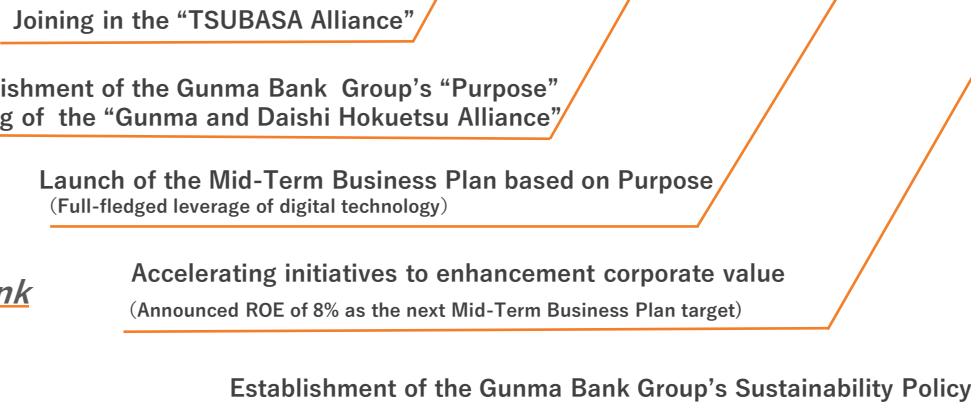 Joining in the “TSUBASA Alliance”
ishment of the Gunma Bank Group’s “Purpose”
g of the “Gunma and Daishi Hokuetsu Alliance”
Launch of the Mid-Term Business Plan based on Purpose
（Full-fledged leverage of digital technology）
nk
Accelerating initiatives to enhancement corporate value
（Announced ROE of 8% as the next Mid-Term Business Plan target）
Establishment of the Gunma Bank Group’s Sustainability Policy